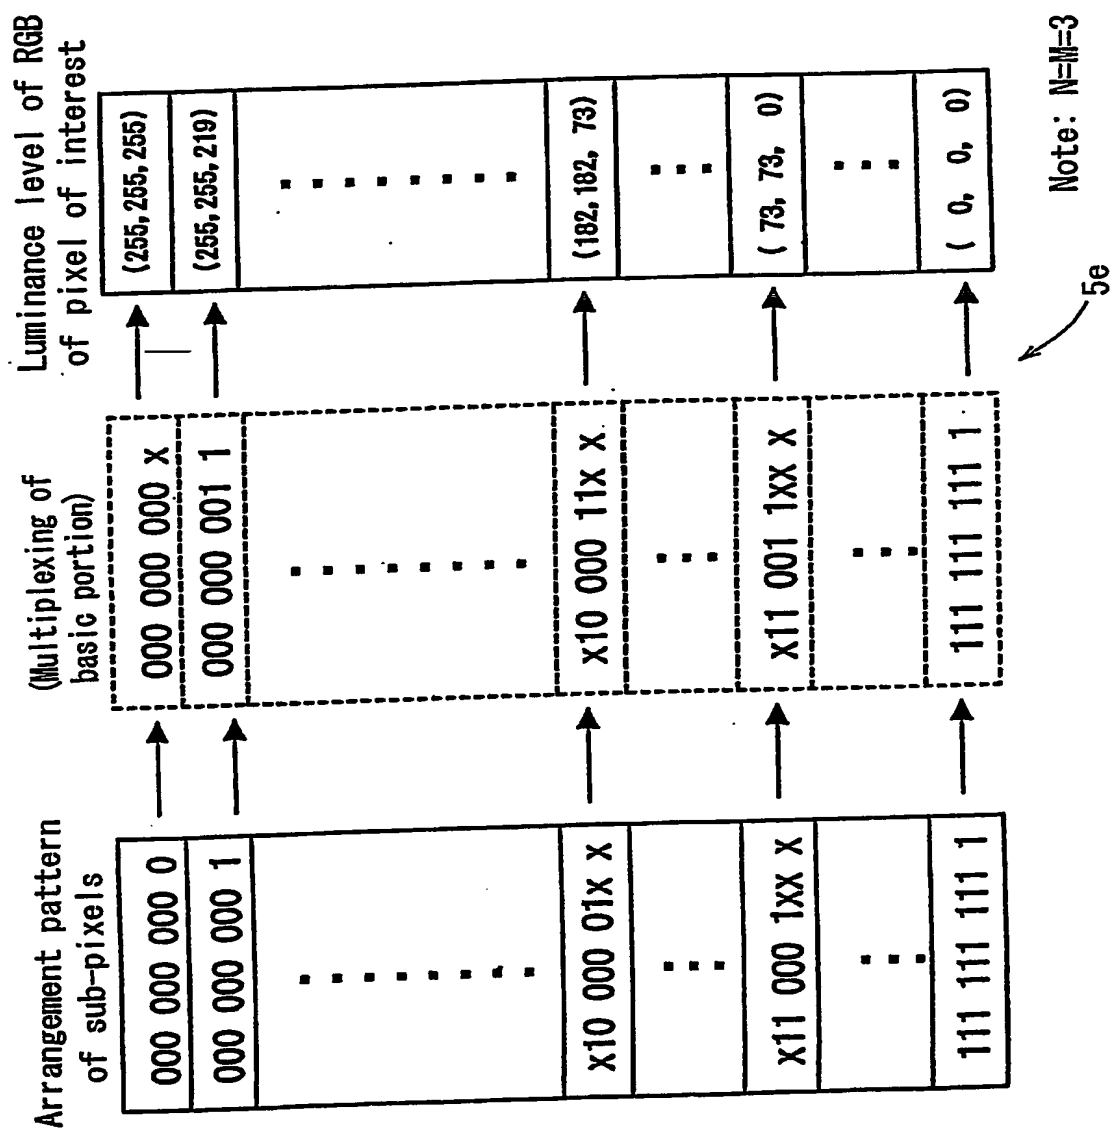 Arrangement pattern
of sub-pixels
000 000 000 0
000 000 000 1
x10 000 01x x
x11 000 1xx x
111 111 111 1
(Multiplexing of
basic portion)
000 000 000 x
000 000 001 1
x10 000 11x x
x11 001 1xx x
111 111 111 1
Luminance level of RGB
of pixel of interest
(255,255,255)
(255,255,219)
(182,182, 73)
( 73, 73, 0)
( 0, 0, 0)
5e
Note: N=M=3